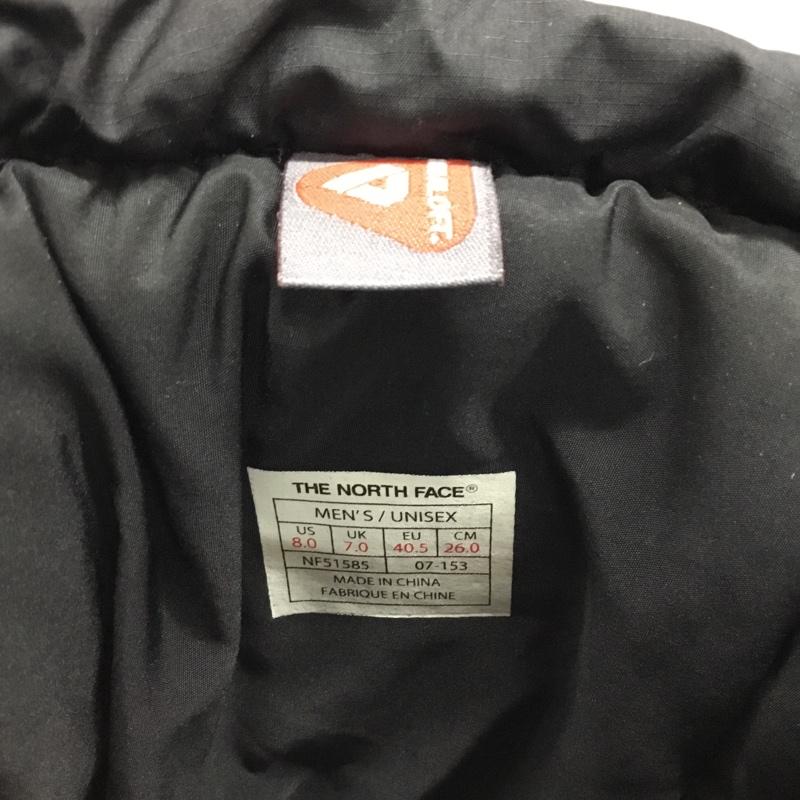 LOFT.
THE NORTH FACE®
MEN'S / UNISEX
US UK EU CM
8.0 7.0 40.5 26.0
NF51585 07-153
MADE IN CHINA
FABRIQUE EN CHINE